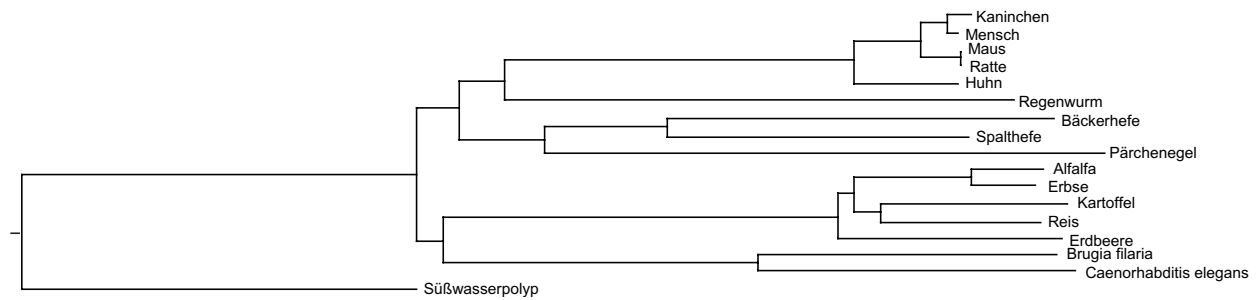 Kaninchen
Mensch
Maus
Ratte
Huhn
Regenwurm
Bäckerhefe
Spalthefe
Pärchenegel
Alfalfa
Erbse
Kartoffel
Reis
Erdbeere
Brugia filaria
Caenorhabditis elegans
Süßwasserpolyp